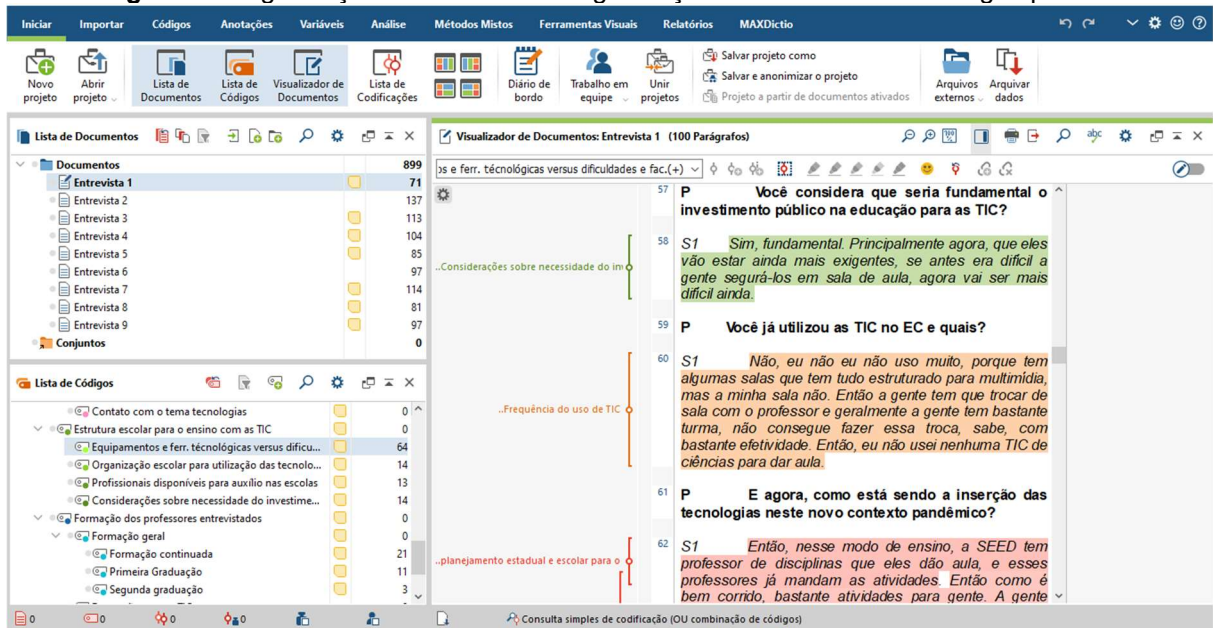 Iniciar Importar Códigos Anotações Variáveis Análise Métodos Mistos Ferramentas Visuais Relatórios MAXDictio
Novo projeto
Abrir projeto
Lista de Documentos
Lista de Códigos
Visualizador de Documentos
Lista de Codificações
Diário de bordo
Trabalho em equipe
Unir projetos
Salvar projeto como
Salvar e anonimizar o projeto
Projeto a partir de documentos ativados
Arquivos externos
Arquivar dados
Lista de Documentos
Documentos 899
Entrevista 1 71
Entrevista 2 137
Entrevista 3 113
Entrevista 4 104
Entrevista 5 85
Entrevista 6 97
Entrevista 7 114
Entrevista 8 81
Entrevista 9 97
Conjuntos 0
Lista de Códigos
Contato com o tema tecnologias 0
Estrutura escolar para o ensino com as TIC 0
Equipamentos e ferr. técnológicas versus dificu... 64
Organização escolar para utilização das tecnolo... 14
Profissionais disponíveis para auxílio nas escolas 13
Considerações sobre necessidade do investime... 14
Formação dos professores entrevistados 0
Formação geral 0
Formação continuada 21
Primeira Graduação 11
Segunda graduação 3
Visualizador de Documentos: Entrevista 1 (100 Parágrafos)
os e ferr. técnológicas versus dificuldades e fac.(+)
57 P Você considera que seria fundamental o
investimento público na educação para as TIC?
..Considerações sobre necessidade do inv
58 S1 Sim, fundamental. Principalmente agora, que eles
vão estar ainda mais exigentes, se antes era difícil a
gente segurá-los em sala de aula, agora vai ser mais
difícil ainda.
59 P Você já utilizou as TIC no EC e quais?
..Frequência do uso de TIC
60 S1 Não, eu não eu não uso muito, porque tem
algumas salas que tem tudo estruturado para multimídia,
mas a minha sala não. Então a gente tem que trocar de
sala com o professor e geralmente a gente tem bastante
turma, não consegue fazer essa troca, sabe, com
bastante efetividade. Então, eu não usei nenhuma TIC de
ciências para dar aula.
61 P E agora, como está sendo a inserção das
tecnologias neste novo contexto pandêmico?
..planejamento estadual e escolar para o
62 S1 Então, nesse modo de ensino, a SEED tem
professor de disciplinas que eles dão aula, e esses
professores já mandam as atividades. Então como é
bem corrido, bastante atividades para gente. A gente
0 0 0 0 Consulta simples de codificação (OU combinação de códigos)